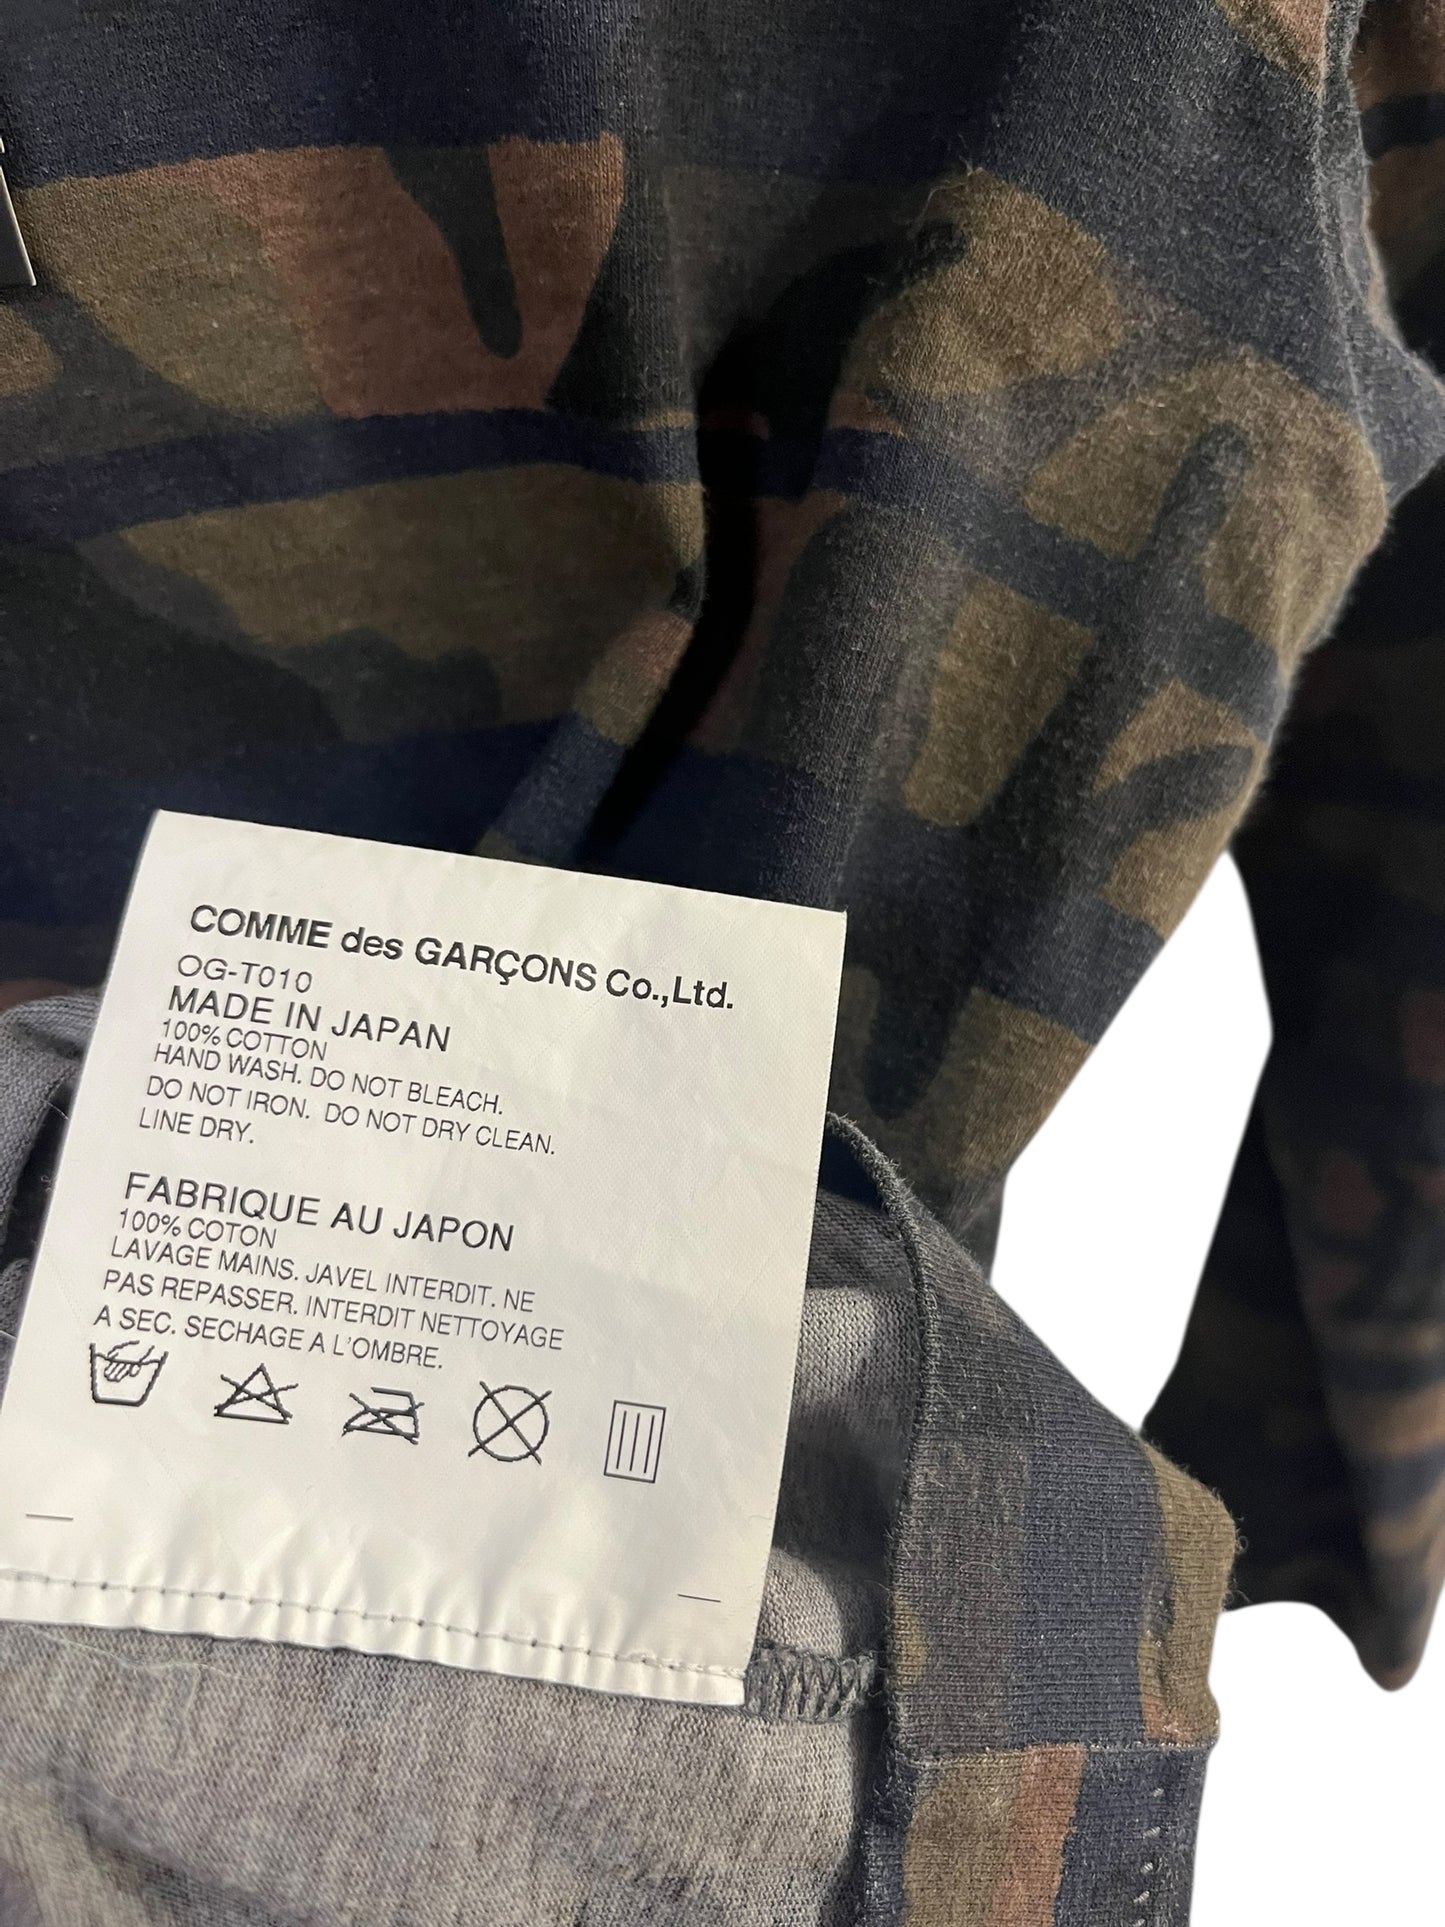 COMME des GARÇONS Co.,Ltd.
OG-T010
MADE IN JAPAN
100% COTTON
HAND WASH. DO NOT BLEACH.
DO NOT IRON. DO NOT DRY CLEAN.
LINE DRY.
FABRIQUE AU JAPON
100% COTON
LAVAGE MAINS. JAVEL INTERDIT. NE
PAS REPASSER. INTERDIT NETTOYAGE
A SEC. SECHAGE A L'OMBRE.